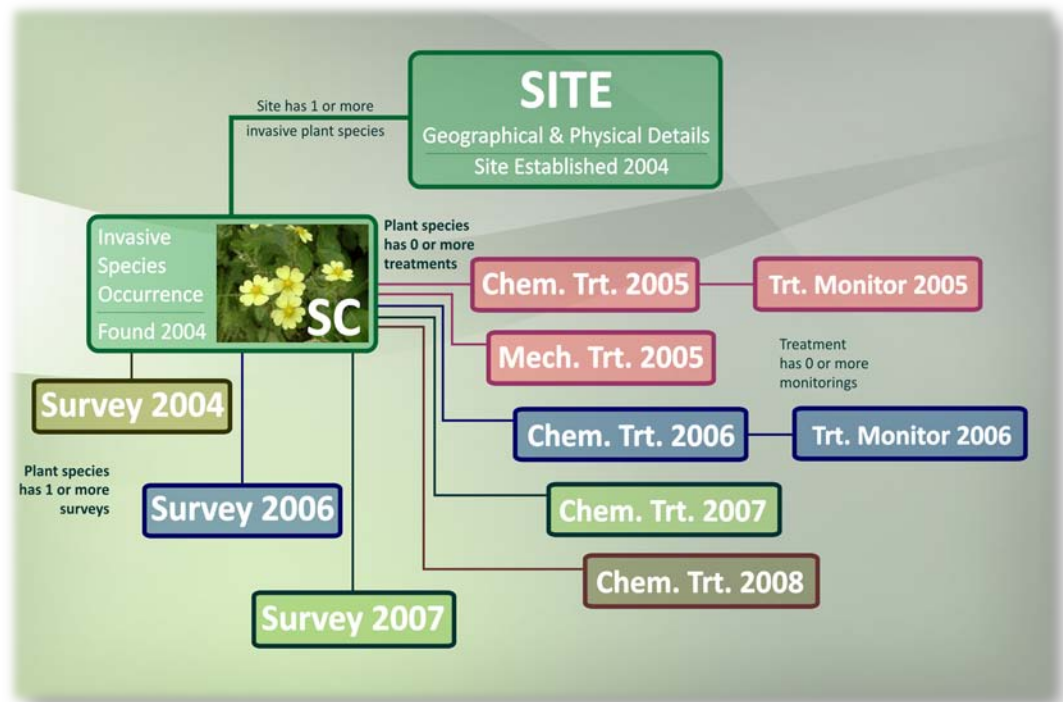 SITE
Geographical & Physical Details
Site Established 2004
Site has 1 or more
invasive plant species
Invasive
Species
Occurrence
Found 2004
SC
Plant species
has 0 or more
treatments
Chem. Trt. 2005
Trt. Monitor 2005
Mech. Trt. 2005
Treatment
has 0 or more
monitorings
Survey 2004
Chem. Trt. 2006
Trt. Monitor 2006
Plant species
has 1 or more
surveys
Survey 2006
Chem. Trt. 2007
Chem. Trt. 2008
Survey 2007